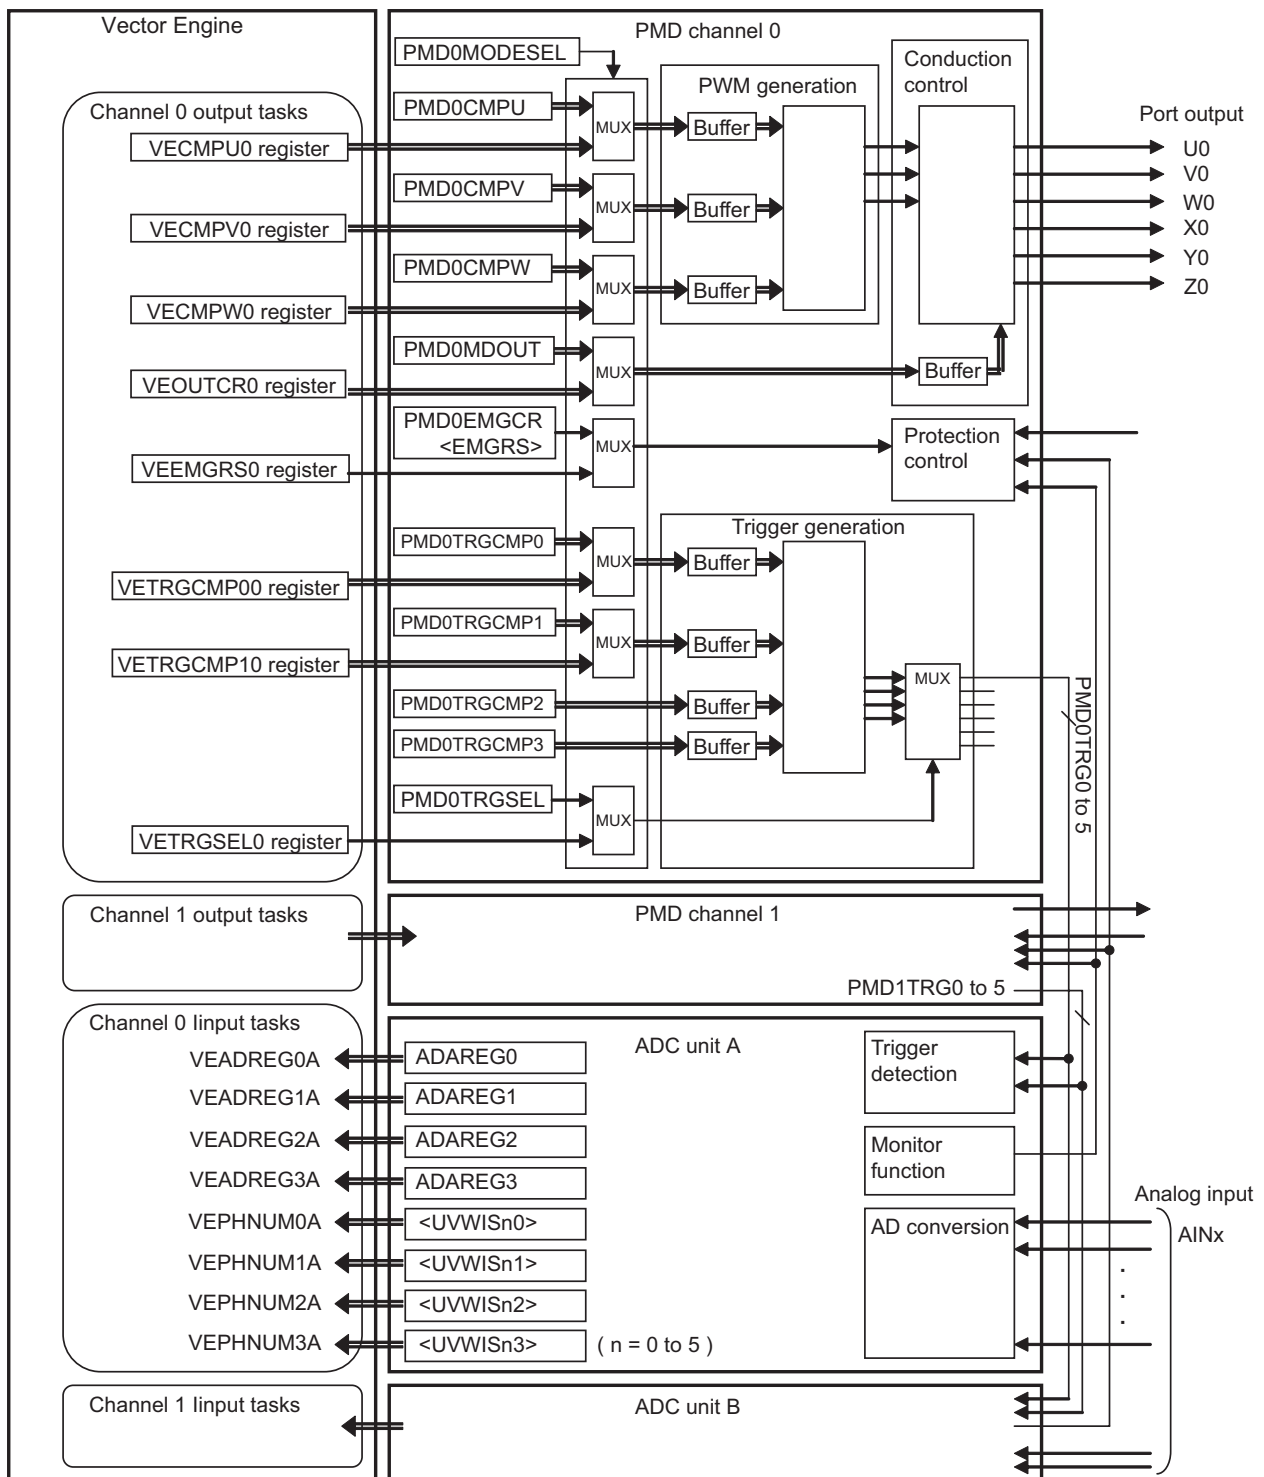 Vector Engine
PMD channel 0
PMD0MODESEL
Conduction
control
PWM generation
Channel 0 output tasks
PMD0CMPU
MUX
Buffer
Port output
VECMPU0 register
U0
V0
PMD0CMPV
MUX
Buffer
W0
VECMPV0 register
X0
Y0
PMD0CMPW
MUX
Buffer
Z0
VECMPW0 register
PMD0MDOUT
MUX
Buffer
VEOUTCR0 register
PMD0EMGCR
<EMGRS>
MUX
Protection
control
VEEMGRS0 register
Trigger generation
PMD0TRGCMP0
MUX
Buffer
VETRGCMP00 register
PMD0TRGCMP1
MUX
Buffer
VETRGCMP10 register
MUX
PMD0TRGCMP2
Buffer
PMD0TRGCMP3
Buffer
PMD0TRG0 to 5
PMD0TRGSEL
MUX
VETRGSEL0 register
Channel 1 output tasks
PMD channel 1
PMD1TRG0 to 5
Channel 0 Iinput tasks
ADC unit A
Trigger
detection
VEADREG0A
ADAREG0
VEADREG1A
ADAREG1
VEADREG2A
ADAREG2
Monitor
function
VEADREG3A
ADAREG3
Analog input
VEPHNUM0A
<UVWISn0>
AD conversion
AINx
VEPHNUM1A
<UVWISn1>
VEPHNUM2A
<UVWISn2>
VEPHNUM3A
<UVWISn3>
( n = 0 to 5 )
Channel 1 Iinput tasks
ADC unit B